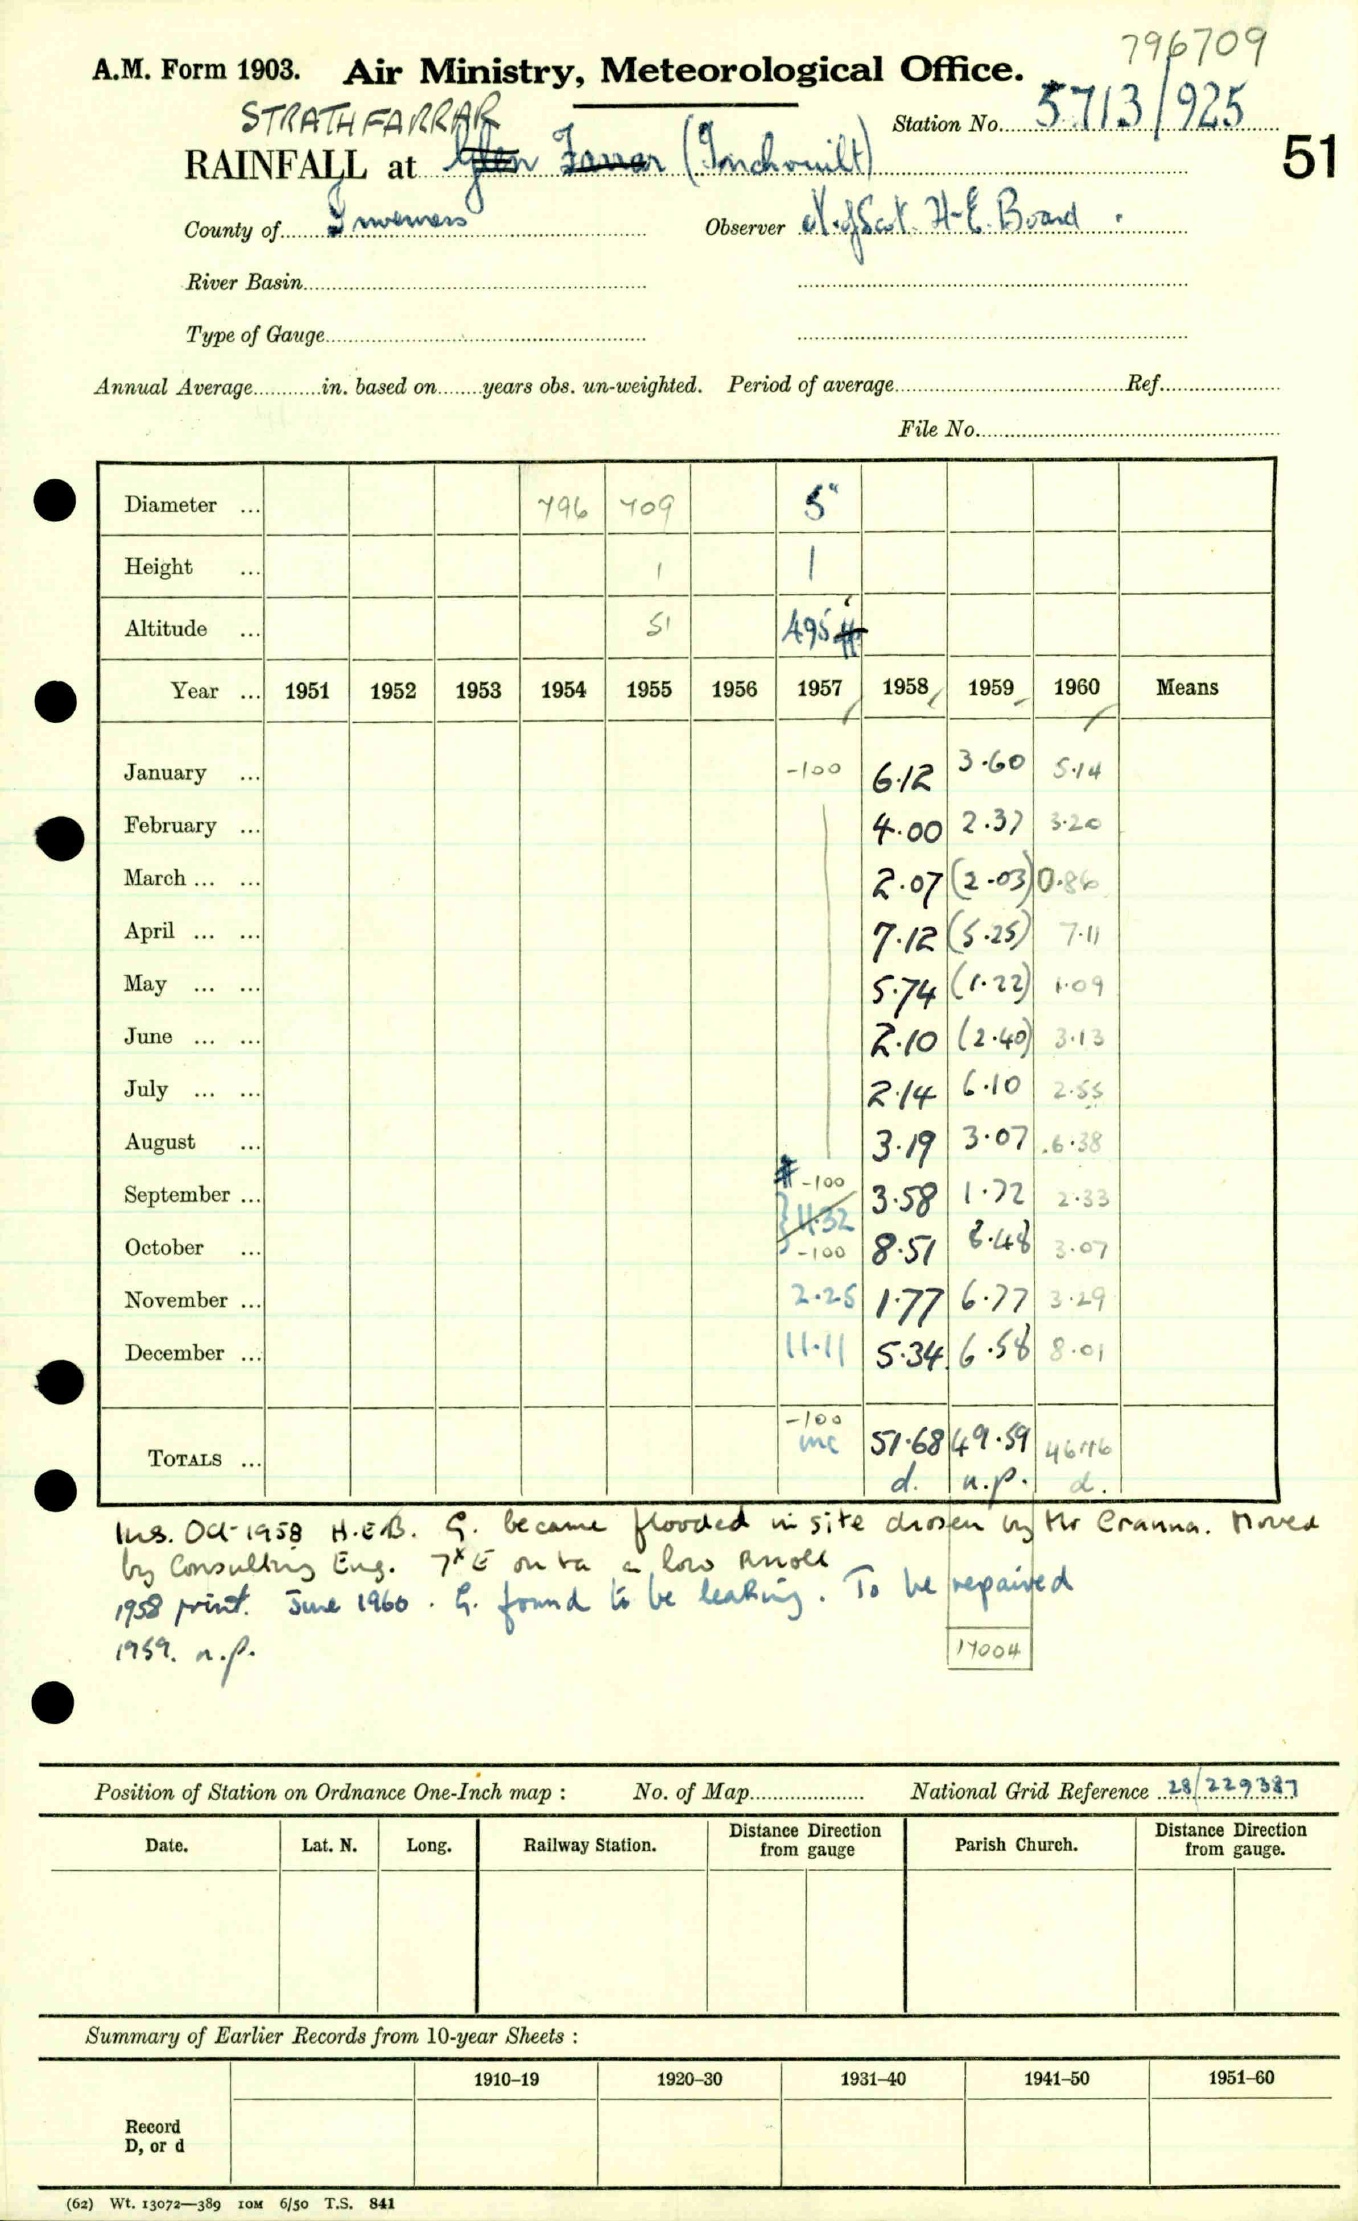 796709
A.M. Form 1903. Air Ministry, Meteorological Office.
STRATHFARRAR
Station No. 5713/925
RAINFALL at Glen Farrar (Inchvuilt)
51
County of Inverness Observer N. of Scot. H-E. Board.
River Basin
Type of Gauge
Annual Average in. based on years obs. un-weighted. Period of average Ref.
File No.
Diameter ... 796 709 5"
Height ... 1 1
Altitude ... 51 495'
Year ... 1951 1952 1953 1954 1955 1956 1957 1958 1959 1960 Means
January ... -100 6.12 3.60 5.14
February ... 4.00 2.37 3.20
March ... ... 2.07 (2.03) 0.86
April ... ... 7.12 (5.25) 7.11
May ... ... 5.74 (1.22) 1.09
June ... ... 2.10 (2.40) 3.13
July ... ... 2.14 6.10 2.55
August ... 3.19 3.07 6.38
September ... -100 3.58 1.72 2.33
11.32
October ... -100 8.51 8.48 3.07
November ... 2.25 1.77 6.77 3.29
December ... 11.11 5.34 6.58 8.01
-100
TOTALS ... inc 51.68 49.59 46.16
d. n.p. d.
Ins. Oct 1958 H.E.B. G. became flooded in site chosen by Mr Cranna. Moved
by Consulting Eng. 7x E on to a low knoll
1958 print. June 1960. G. found to be leaking. To be repaired
1959. n.p.
17004
Position of Station on Ordnance One-Inch map : No. of Map National Grid Reference 28/229387
Date. Lat. N. Long. Railway Station. Distance Direction from gauge Parish Church. Distance Direction from gauge.
Summary of Earlier Records from 10-year Sheets :
1910–19 1920–30 1931–40 1941–50 1951–60
Record
D, or d
(62) Wt. 13072—389 10M 6/50 T.S. 841